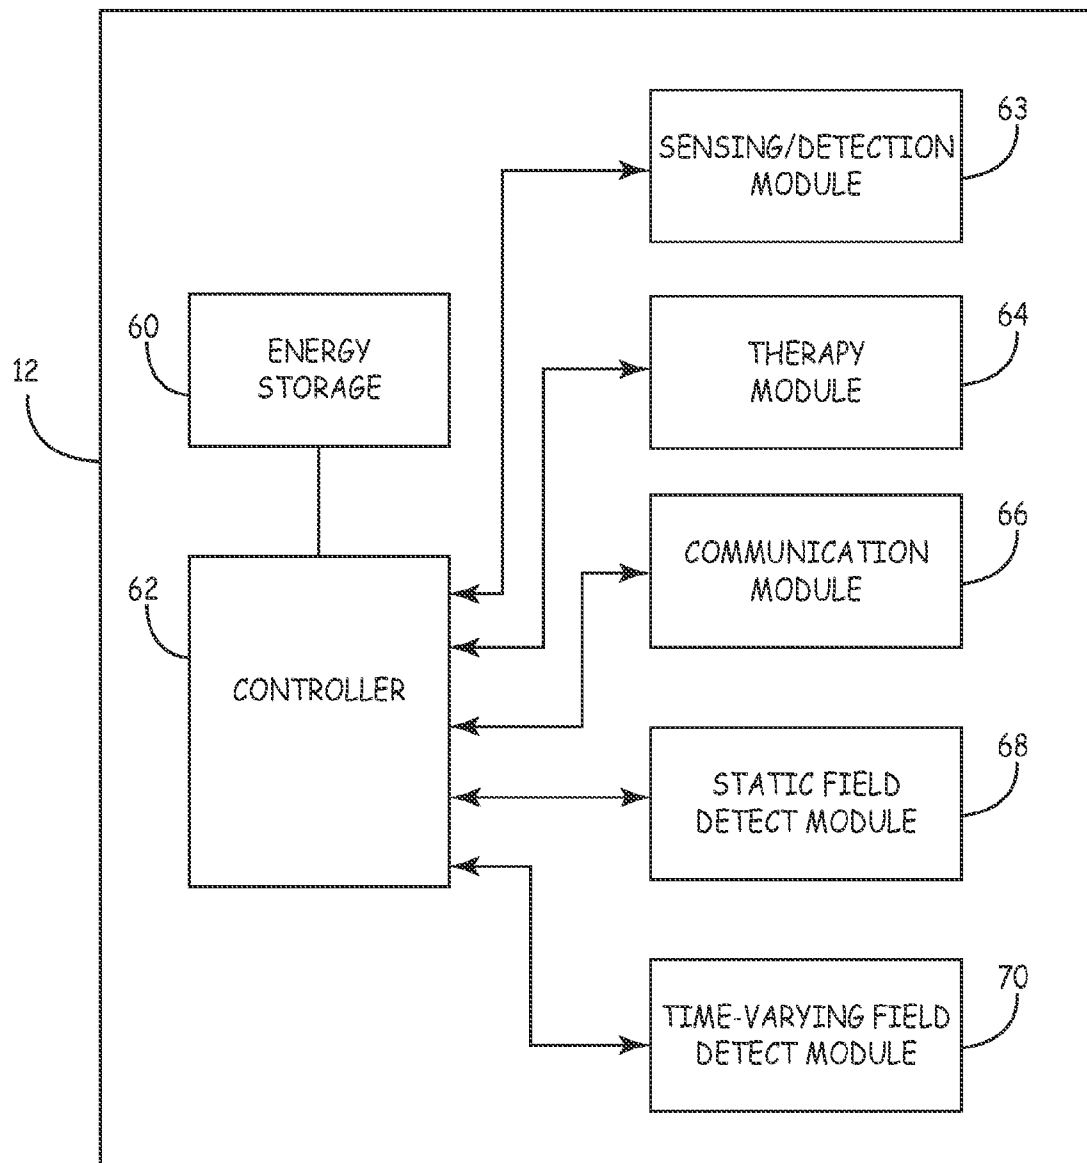 63
SENSING/DETECTION
MODULE
64
THERAPY
MODULE
60
ENERGY
STORAGE
12
66
COMMUNICATION
MODULE
62
CONTROLLER
68
STATIC FIELD
DETECT MODULE
70
TIME-VARYING FIELD
DETECT MODULE